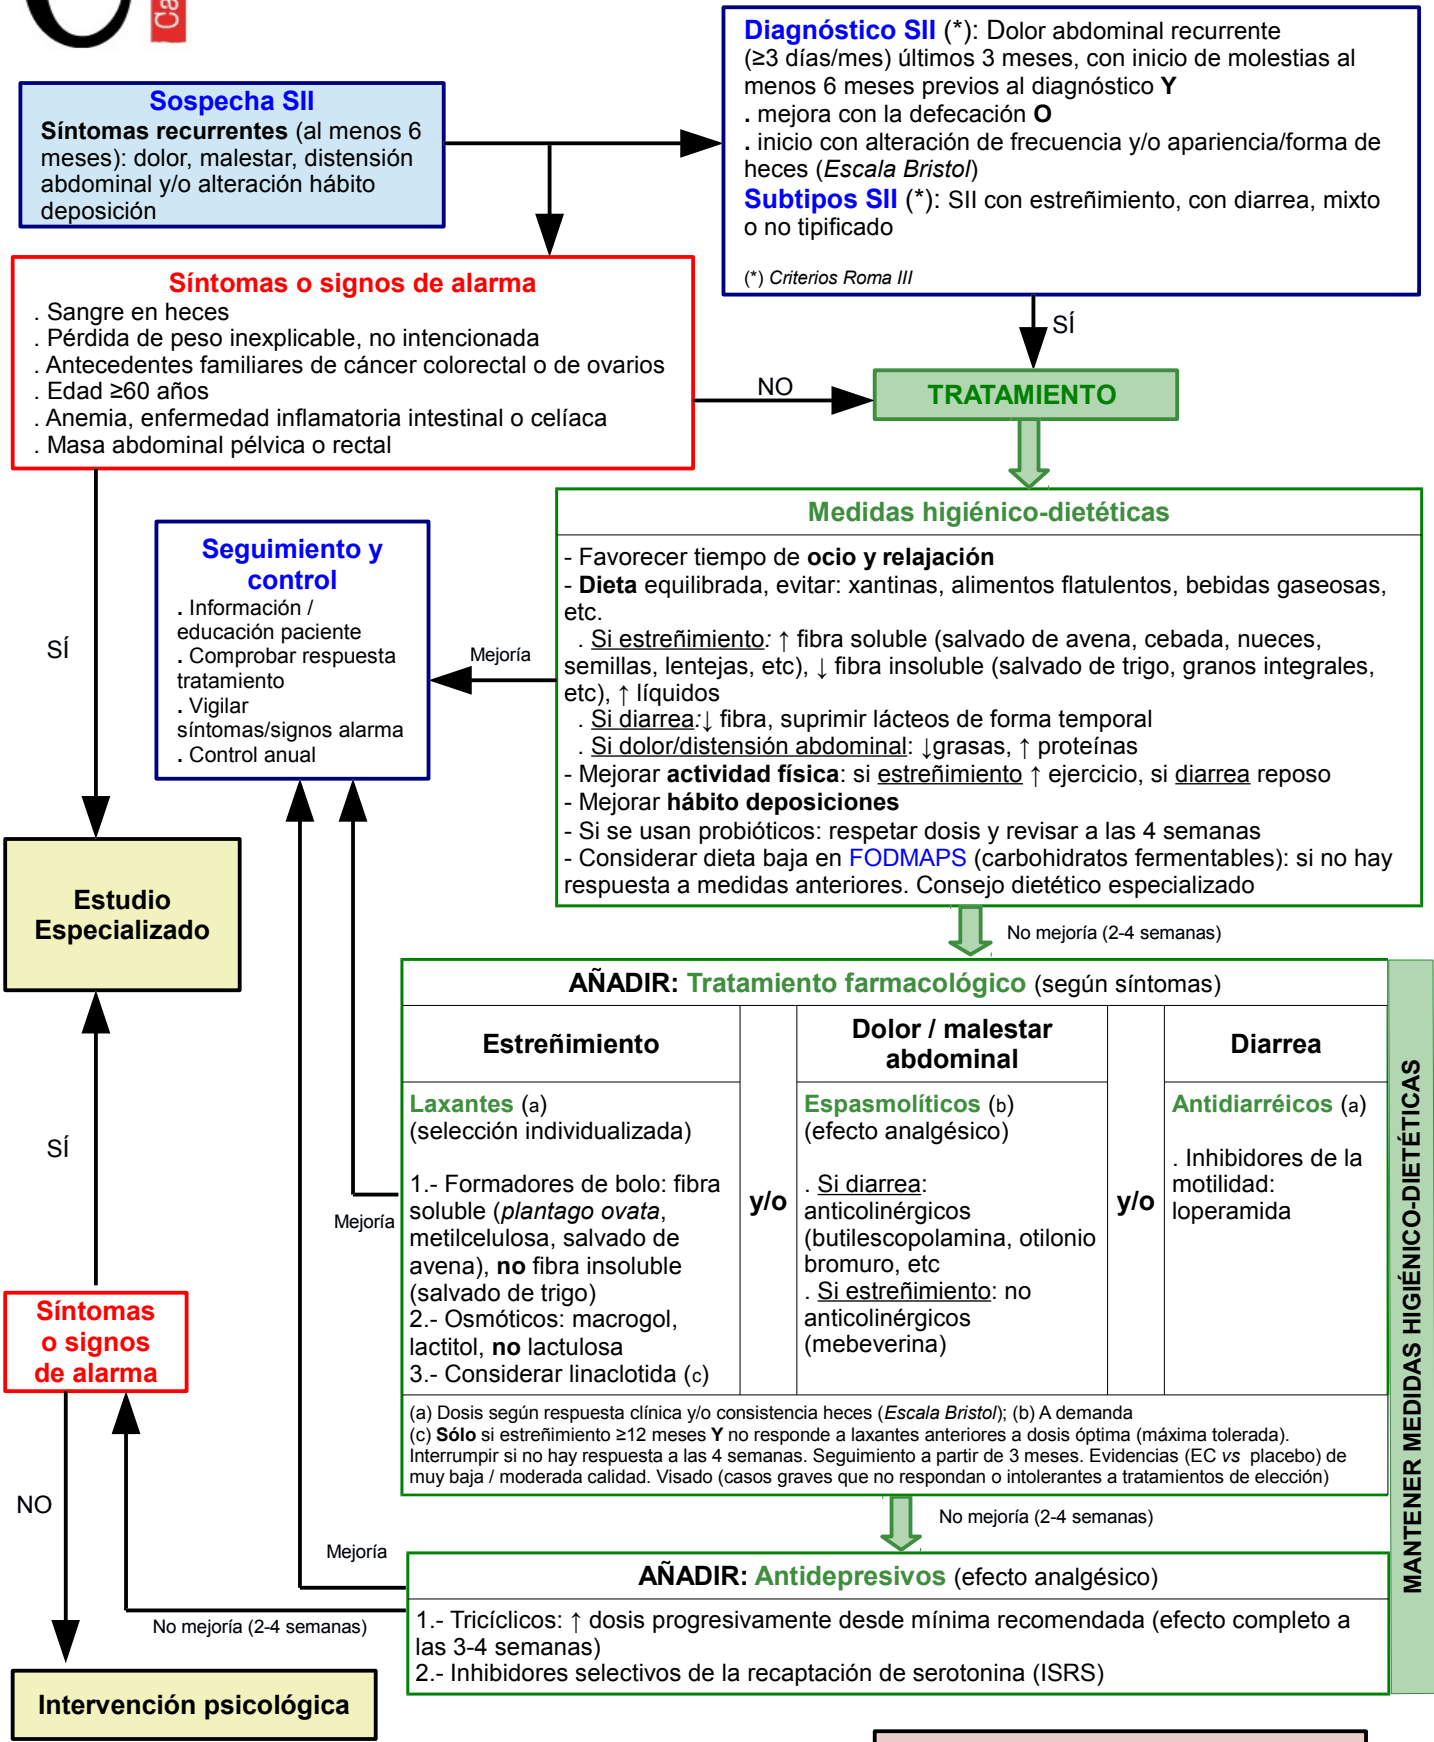 Ca
Sospecha SII
Síntomas recurrentes (al menos 6
meses): dolor, malestar, distensión
abdominal y/o alteración hábito
deposición
Diagnóstico SII (*): Dolor abdominal recurrente
(≥3 días/mes) últimos 3 meses, con inicio de molestias al
menos 6 meses previos al diagnóstico Y
. mejora con la defecación O
. inicio con alteración de frecuencia y/o apariencia/forma de
heces (Escala Bristol)
Subtipos SII (*): SII con estreñimiento, con diarrea, mixto
o no tipificado
(*) Criterios Roma III
Síntomas o signos de alarma
. Sangre en heces
. Pérdida de peso inexplicable, no intencionada
. Antecedentes familiares de cáncer colorectal o de ovarios
. Edad ≥60 años
. Anemia, enfermedad inflamatoria intestinal o celíaca
. Masa abdominal pélvica o rectal
SÍ
NO
TRATAMIENTO
Medidas higiénico-dietéticas
- Favorecer tiempo de ocio y relajación
- Dieta equilibrada, evitar: xantinas, alimentos flatulentos, bebidas gaseosas,
etc.
. Si estreñimiento: ↑ fibra soluble (salvado de avena, cebada, nueces,
semillas, lentejas, etc), ↓ fibra insoluble (salvado de trigo, granos integrales,
etc), ↑ líquidos
. Si diarrea:↓ fibra, suprimir lácteos de forma temporal
. Si dolor/distensión abdominal: ↓grasas, ↑ proteínas
- Mejorar actividad física: si estreñimiento ↑ ejercicio, si diarrea reposo
- Mejorar hábito deposiciones
- Si se usan probióticos: respetar dosis y revisar a las 4 semanas
- Considerar dieta baja en FODMAPS (carbohidratos fermentables): si no hay
respuesta a medidas anteriores. Consejo dietético especializado
Seguimiento y
control
. Información /
educación paciente
. Comprobar respuesta
tratamiento
. Vigilar
síntomas/signos alarma
. Control anual
Mejoría
SÍ
Estudio
Especializado
No mejoría (2-4 semanas)
AÑADIR: Tratamiento farmacológico (según síntomas)
Estreñimiento
Laxantes (a)
(selección individualizada)
1.- Formadores de bolo: fibra
soluble (plantago ovata,
metilcelulosa, salvado de
avena), no fibra insoluble
(salvado de trigo)
2.- Osmóticos: macrogol,
lactitol, no lactulosa
3.- Considerar linaclotida (c)
y/o
Dolor / malestar
abdominal
Espasmolíticos (b)
(efecto analgésico)
. Si diarrea:
anticolinérgicos
(butilescopolamina, otilonio
bromuro, etc
. Si estreñimiento: no
anticolinérgicos
(mebeverina)
y/o
Diarrea
Antidiarréicos (a)
. Inhibidores de la
motilidad:
loperamida
(a) Dosis según respuesta clínica y/o consistencia heces (Escala Bristol); (b) A demanda
(c) Sólo si estreñimiento ≥12 meses Y no responde a laxantes anteriores a dosis óptima (máxima tolerada).
Interrumpir si no hay respuesta a las 4 semanas. Seguimiento a partir de 3 meses. Evidencias (EC vs placebo) de
muy baja / moderada calidad. Visado (casos graves que no respondan o intolerantes a tratamientos de elección)
MANTENER MEDIDAS HIGIÉNICO-DIETÉTICAS
Mejoría
SÍ
Síntomas
o signos
de alarma
NO
No mejoría (2-4 semanas)
Mejoría
AÑADIR: Antidepresivos (efecto analgésico)
1.- Tricíclicos: ↑ dosis progresivamente desde mínima recomendada (efecto completo a
las 3-4 semanas)
2.- Inhibidores selectivos de la recaptación de serotonina (ISRS)
No mejoría (2-4 semanas)
Intervención psicológica